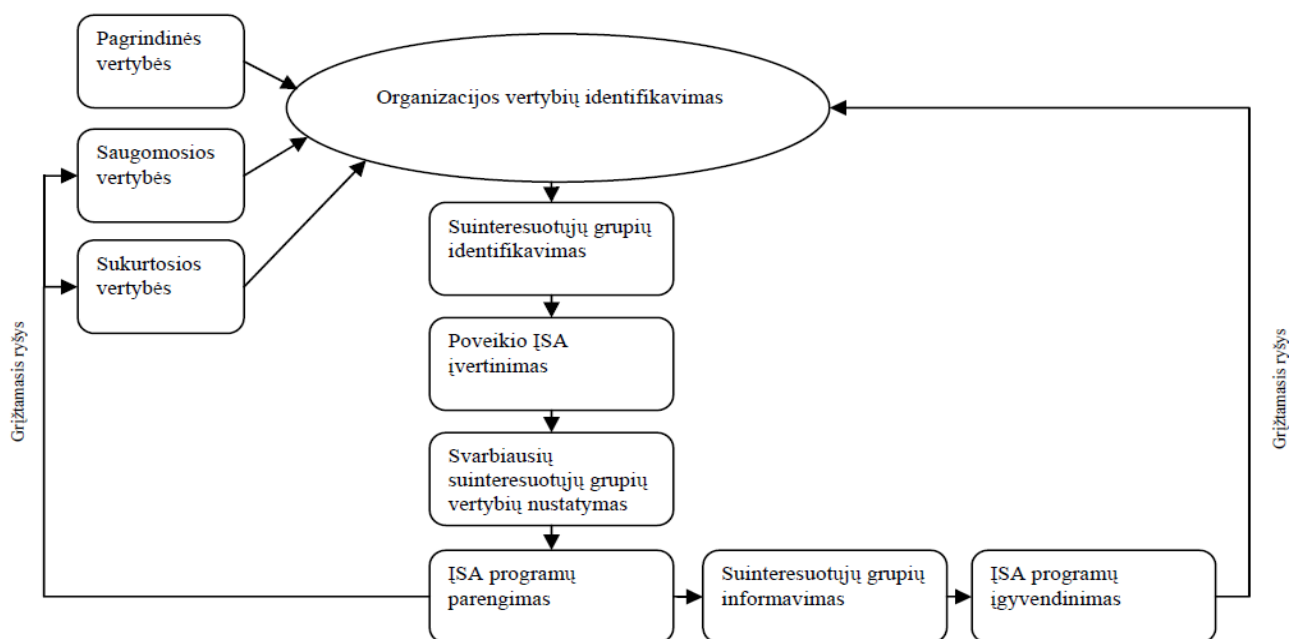 Pagrindinės
vertybės
Organizacijos vertybių identifikavimas
Saugomosios
vertybės
Sukurtosios
vertybės
Suinteresuotųjų grupių
identifikavimas
Poveikio ĮSA
įvertinimas
Svarbiausių
suinteresuotųjų grupių
vertybių nustatymas
ĮSA programų
parengimas
Suinteresuotųjų grupių
informavimas
ĮSA programų
įgyvendinimas
Grįžtamasis ryšys
Grįžtamasis ryšys